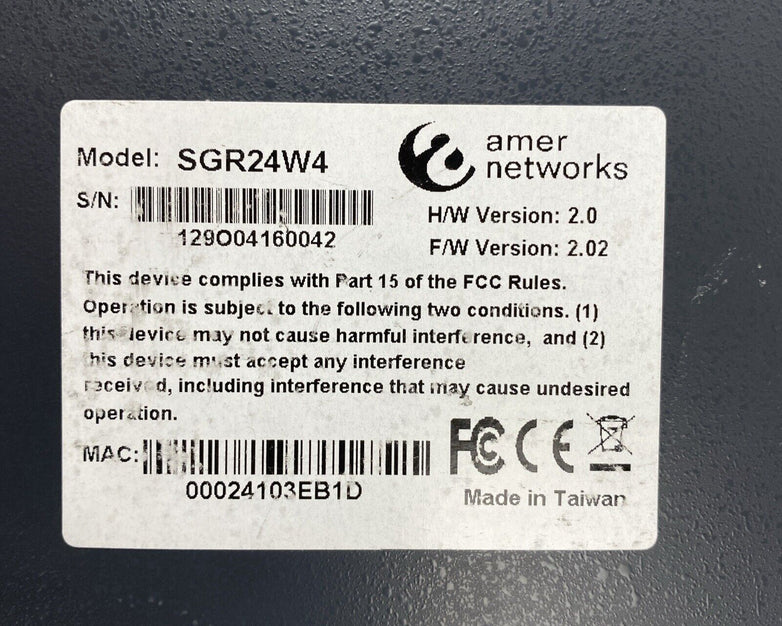 Model: SGR24W4
amer
networks
S/N:
129O04160042
H/W Version: 2.0
F/W Version: 2.02
This device complies with Part 15 of the FCC Rules.
Operation is subject to the following two conditions. (1)
this device may not cause harmful interference, and (2)
this device must accept any interference
received, including interference that may cause undesired
operation.
MAC:
00024103EB1D
FC CE
Made in Taiwan